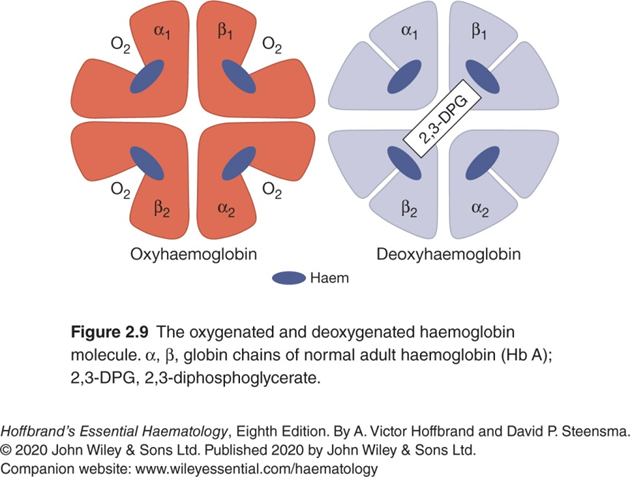 α1 β1 α1 β1
O2 O2
2,3-DPG
O2 O2
β2 α2 β2 α2
Oxyhaemoglobin Deoxyhaemoglobin
Haem
Figure 2.9 The oxygenated and deoxygenated haemoglobin
molecule. α, β, globin chains of normal adult haemoglobin (Hb A);
2,3-DPG, 2,3-diphosphoglycerate.
Hoffbrand's Essential Haematology, Eighth Edition. By A. Victor Hoffbrand and David P. Steensma.
© 2020 John Wiley & Sons Ltd. Published 2020 by John Wiley & Sons Ltd.
Companion website: www.wileyessential.com/haematology